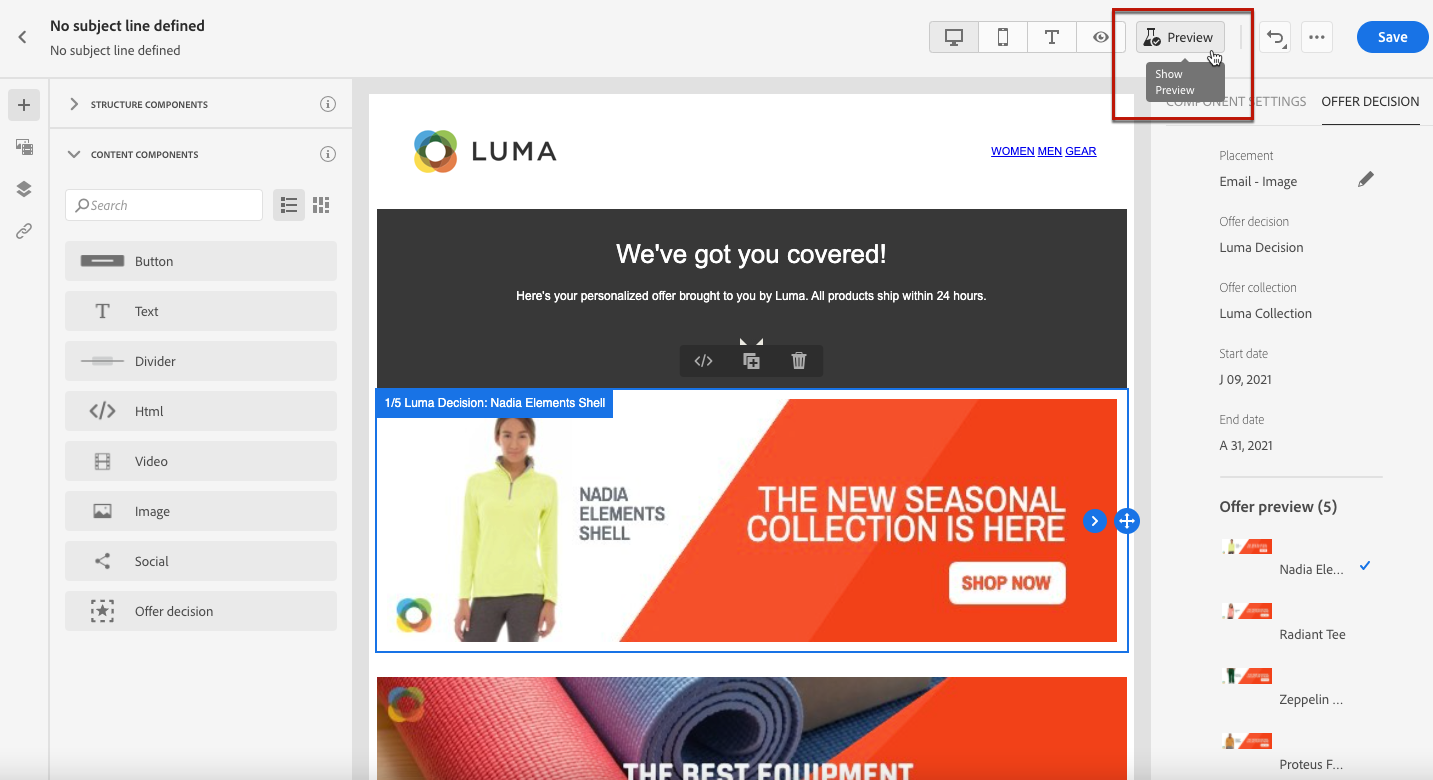 No subject line defined
No subject line defined
Preview
Save
Show
Preview
STRUCTURE COMPONENTS
CONTENT COMPONENTS
Search
Button
Text
Divider
Html
Video
Image
Social
Offer decision
LUMA
WOMEN MEN GEAR
We've got you covered!
Here's your personalized offer brought to you by Luma. All products ship within 24 hours.
1/5 Luma Decision: Nadia Elements Shell
NADIA
ELEMENTS
SHELL
THE NEW SEASONAL
COLLECTION IS HERE
SHOP NOW
THE BEST EQUIPMENT
COMPONENT SETTINGS
OFFER DECISION
Placement
Email - Image
Offer decision
Luma Decision
Offer collection
Luma Collection
Start date
J 09, 2021
End date
A 31, 2021
Offer preview (5)
Nadia Ele...
Radiant Tee
Zeppelin ...
Proteus F...